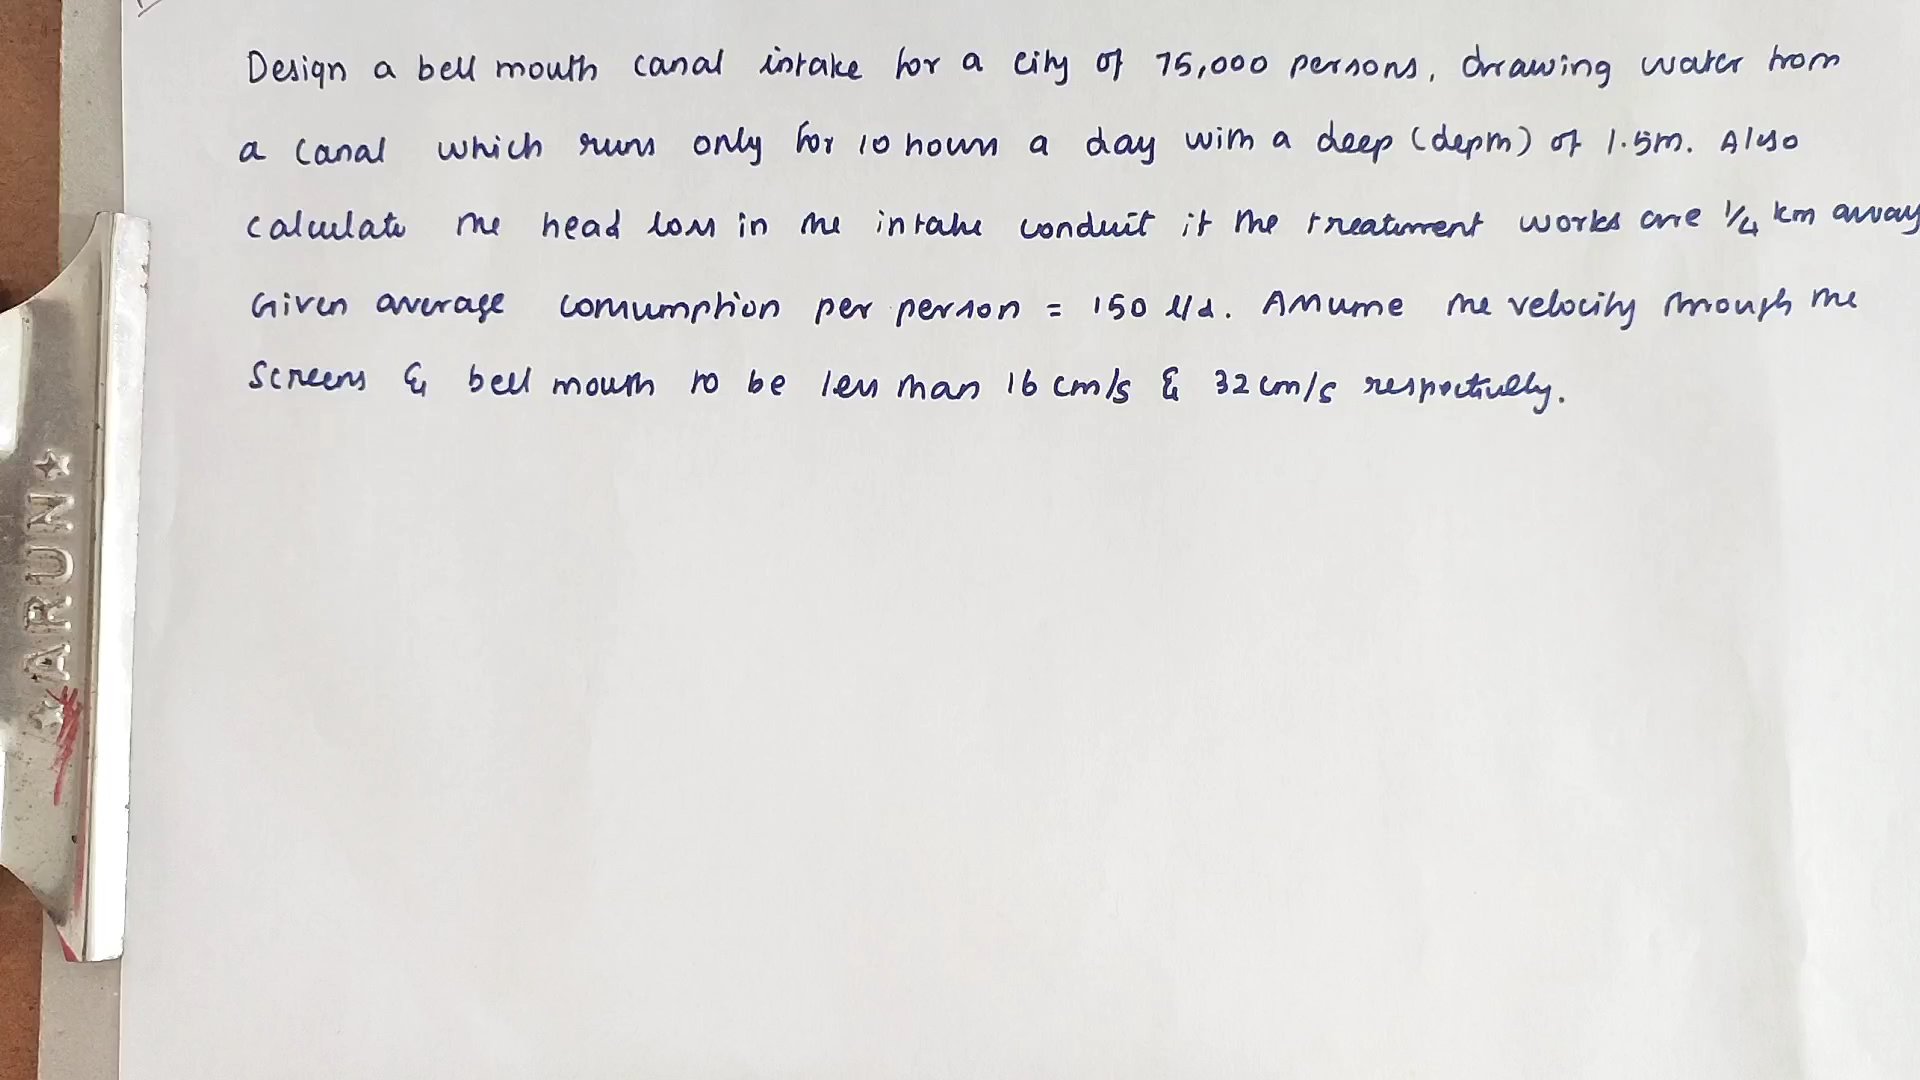 Design a bell mouth canal intake for a city of 75,000 persons, drawing water from
a canal which runs only for 10 hours a day with a deep (depth) of 1.5m. Also
calculate the head loss in the intake conduit if the treatment works are 1/4 km away
Given average consumption per person = 150 l/d. Assume the velocity through the
Screens & bell mouth to be less than 16 cm/s & 32 cm/s respectively.
ARUN